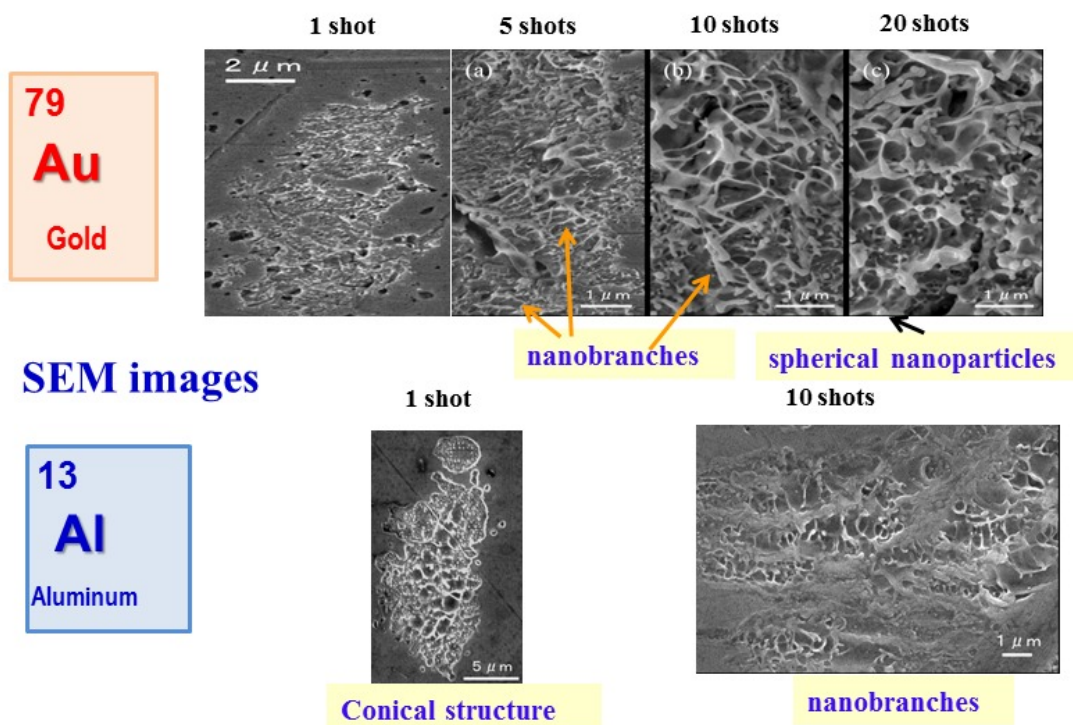 1 shot
5 shots
10 shots
20 shots
79
Au
Gold
2 μm
(a)
1 μm
(b)
1 μm
(c)
1 μm
nanobranches
spherical nanoparticles
SEM images
1 shot
10 shots
13
Al
Aluminum
5 μm
1 μm
Conical structure
nanobranches